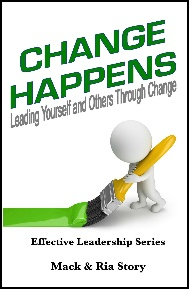 CHANGE
HAPPENS
Leading Yourself and Others Through Change
Effective Leadership Series
Mack & Ria Story